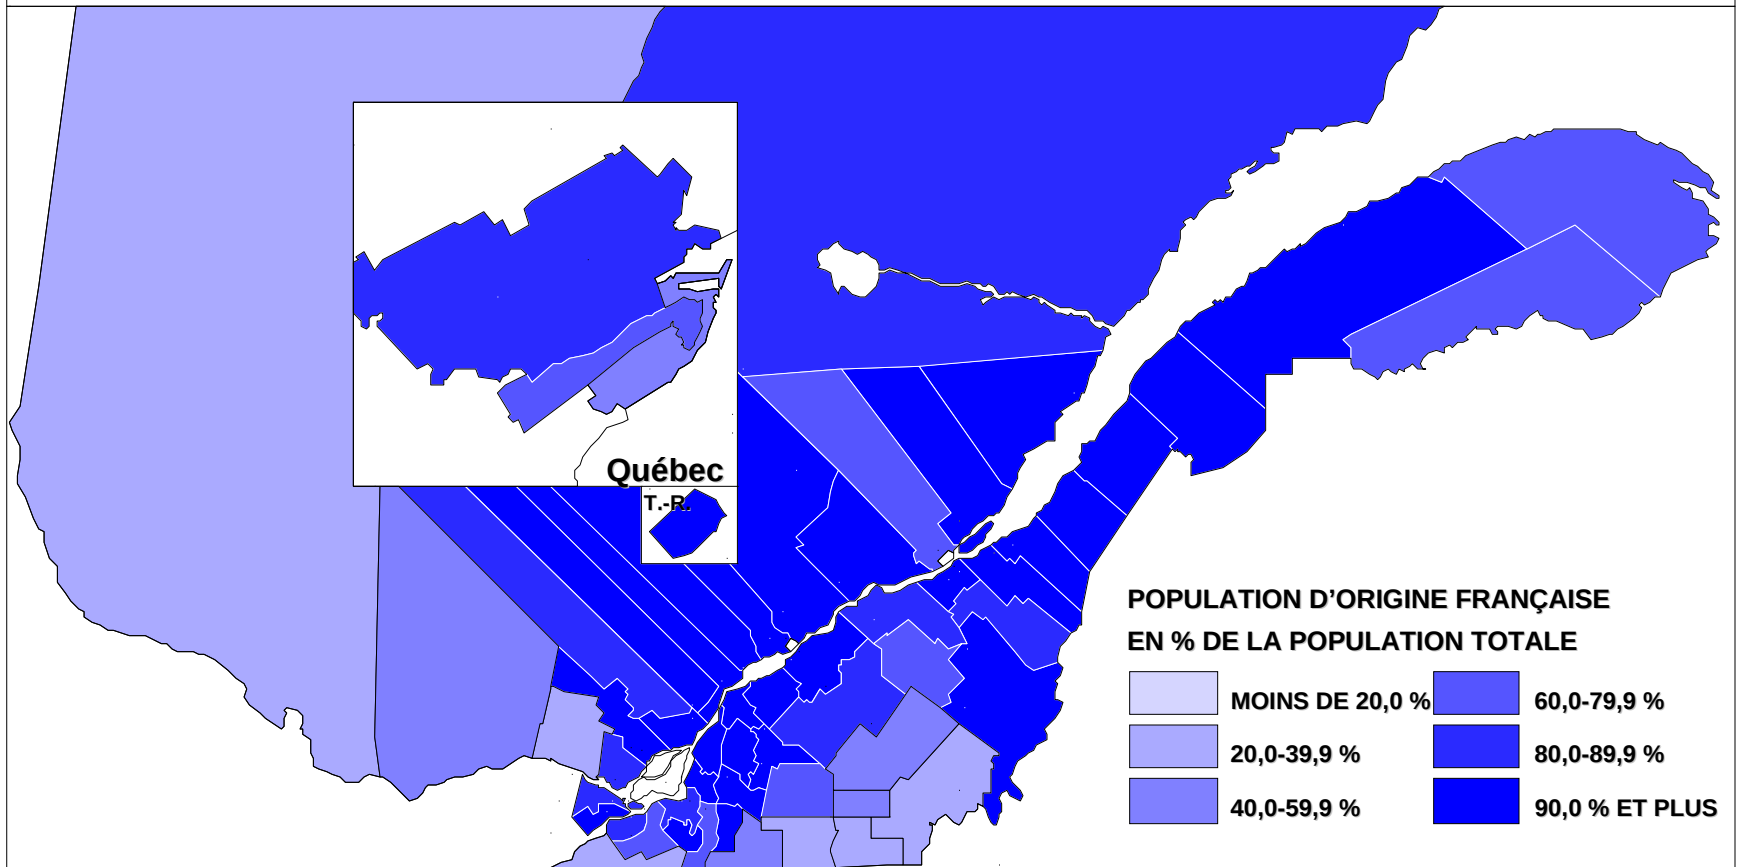 Québec
T.-R.
POPULATION D’ORIGINE FRANÇAISE
EN % DE LA POPULATION TOTALE
MOINS DE 20,0 %
20,0-39,9 %
40,0-59,9 %
60,0-79,9 %
80,0-89,9 %
90,0 % ET PLUS